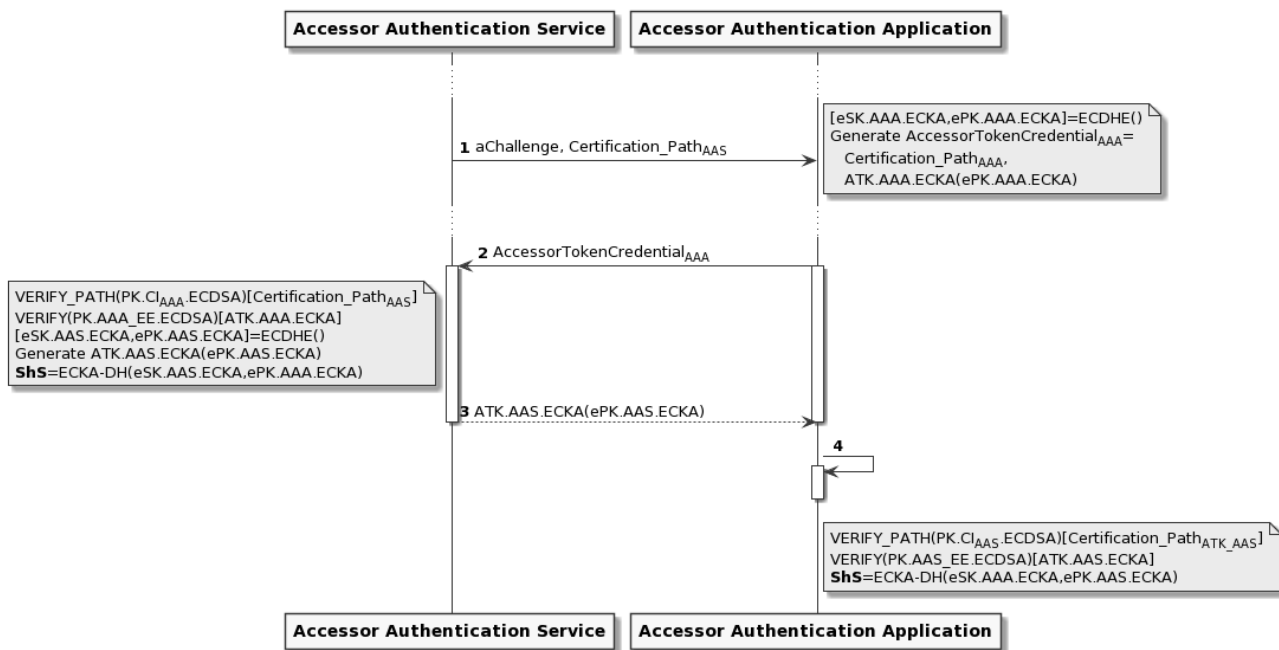 Accessor Authentication Service
Accessor Authentication Application
[eSK.AAA.ECKA,ePK.AAA.ECKA]=ECDHE()
Generate AccessorTokenCredentialAAA=
Certification_PathAAA,
ATK.AAA.ECKA(ePK.AAA.ECKA)
1 aChallenge, Certification_PathAAS
2 AccessorTokenCredentialAAA
VERIFY_PATH(PK.CIAAA.ECDSA)[Certification_PathAAS]
VERIFY(PK.AAA_EE.ECDSA)[ATK.AAA.ECKA]
[eSK.AAS.ECKA,ePK.AAS.ECKA]=ECDHE()
Generate ATK.AAS.ECKA(ePK.AAS.ECKA)
ShS=ECKA-DH(eSK.AAS.ECKA,ePK.AAA.ECKA)
3 ATK.AAS.ECKA(ePK.AAS.ECKA)
4
VERIFY_PATH(PK.CIAAS.ECDSA)[Certification_PathATK_AAS]
VERIFY(PK.AAS_EE.ECDSA)[ATK.AAS.ECKA]
ShS=ECKA-DH(eSK.AAA.ECKA,ePK.AAS.ECKA)
Accessor Authentication Service
Accessor Authentication Application